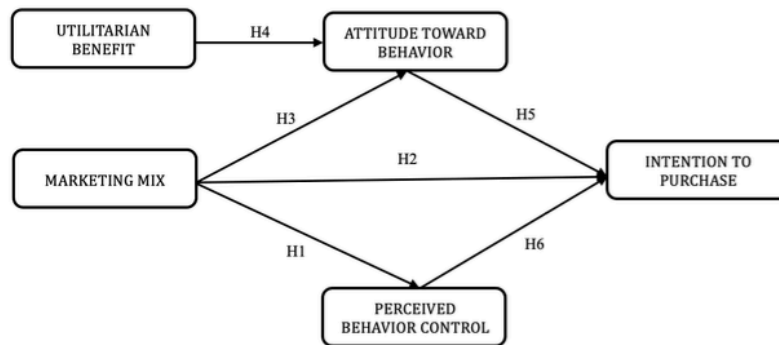 UTILITARIAN
BENEFIT
H4
ATTITUDE TOWARD
BEHAVIOR
H3
H5
MARKETING MIX
H2
INTENTION TO
PURCHASE
H1
H6
PERCEIVED
BEHAVIOR CONTROL